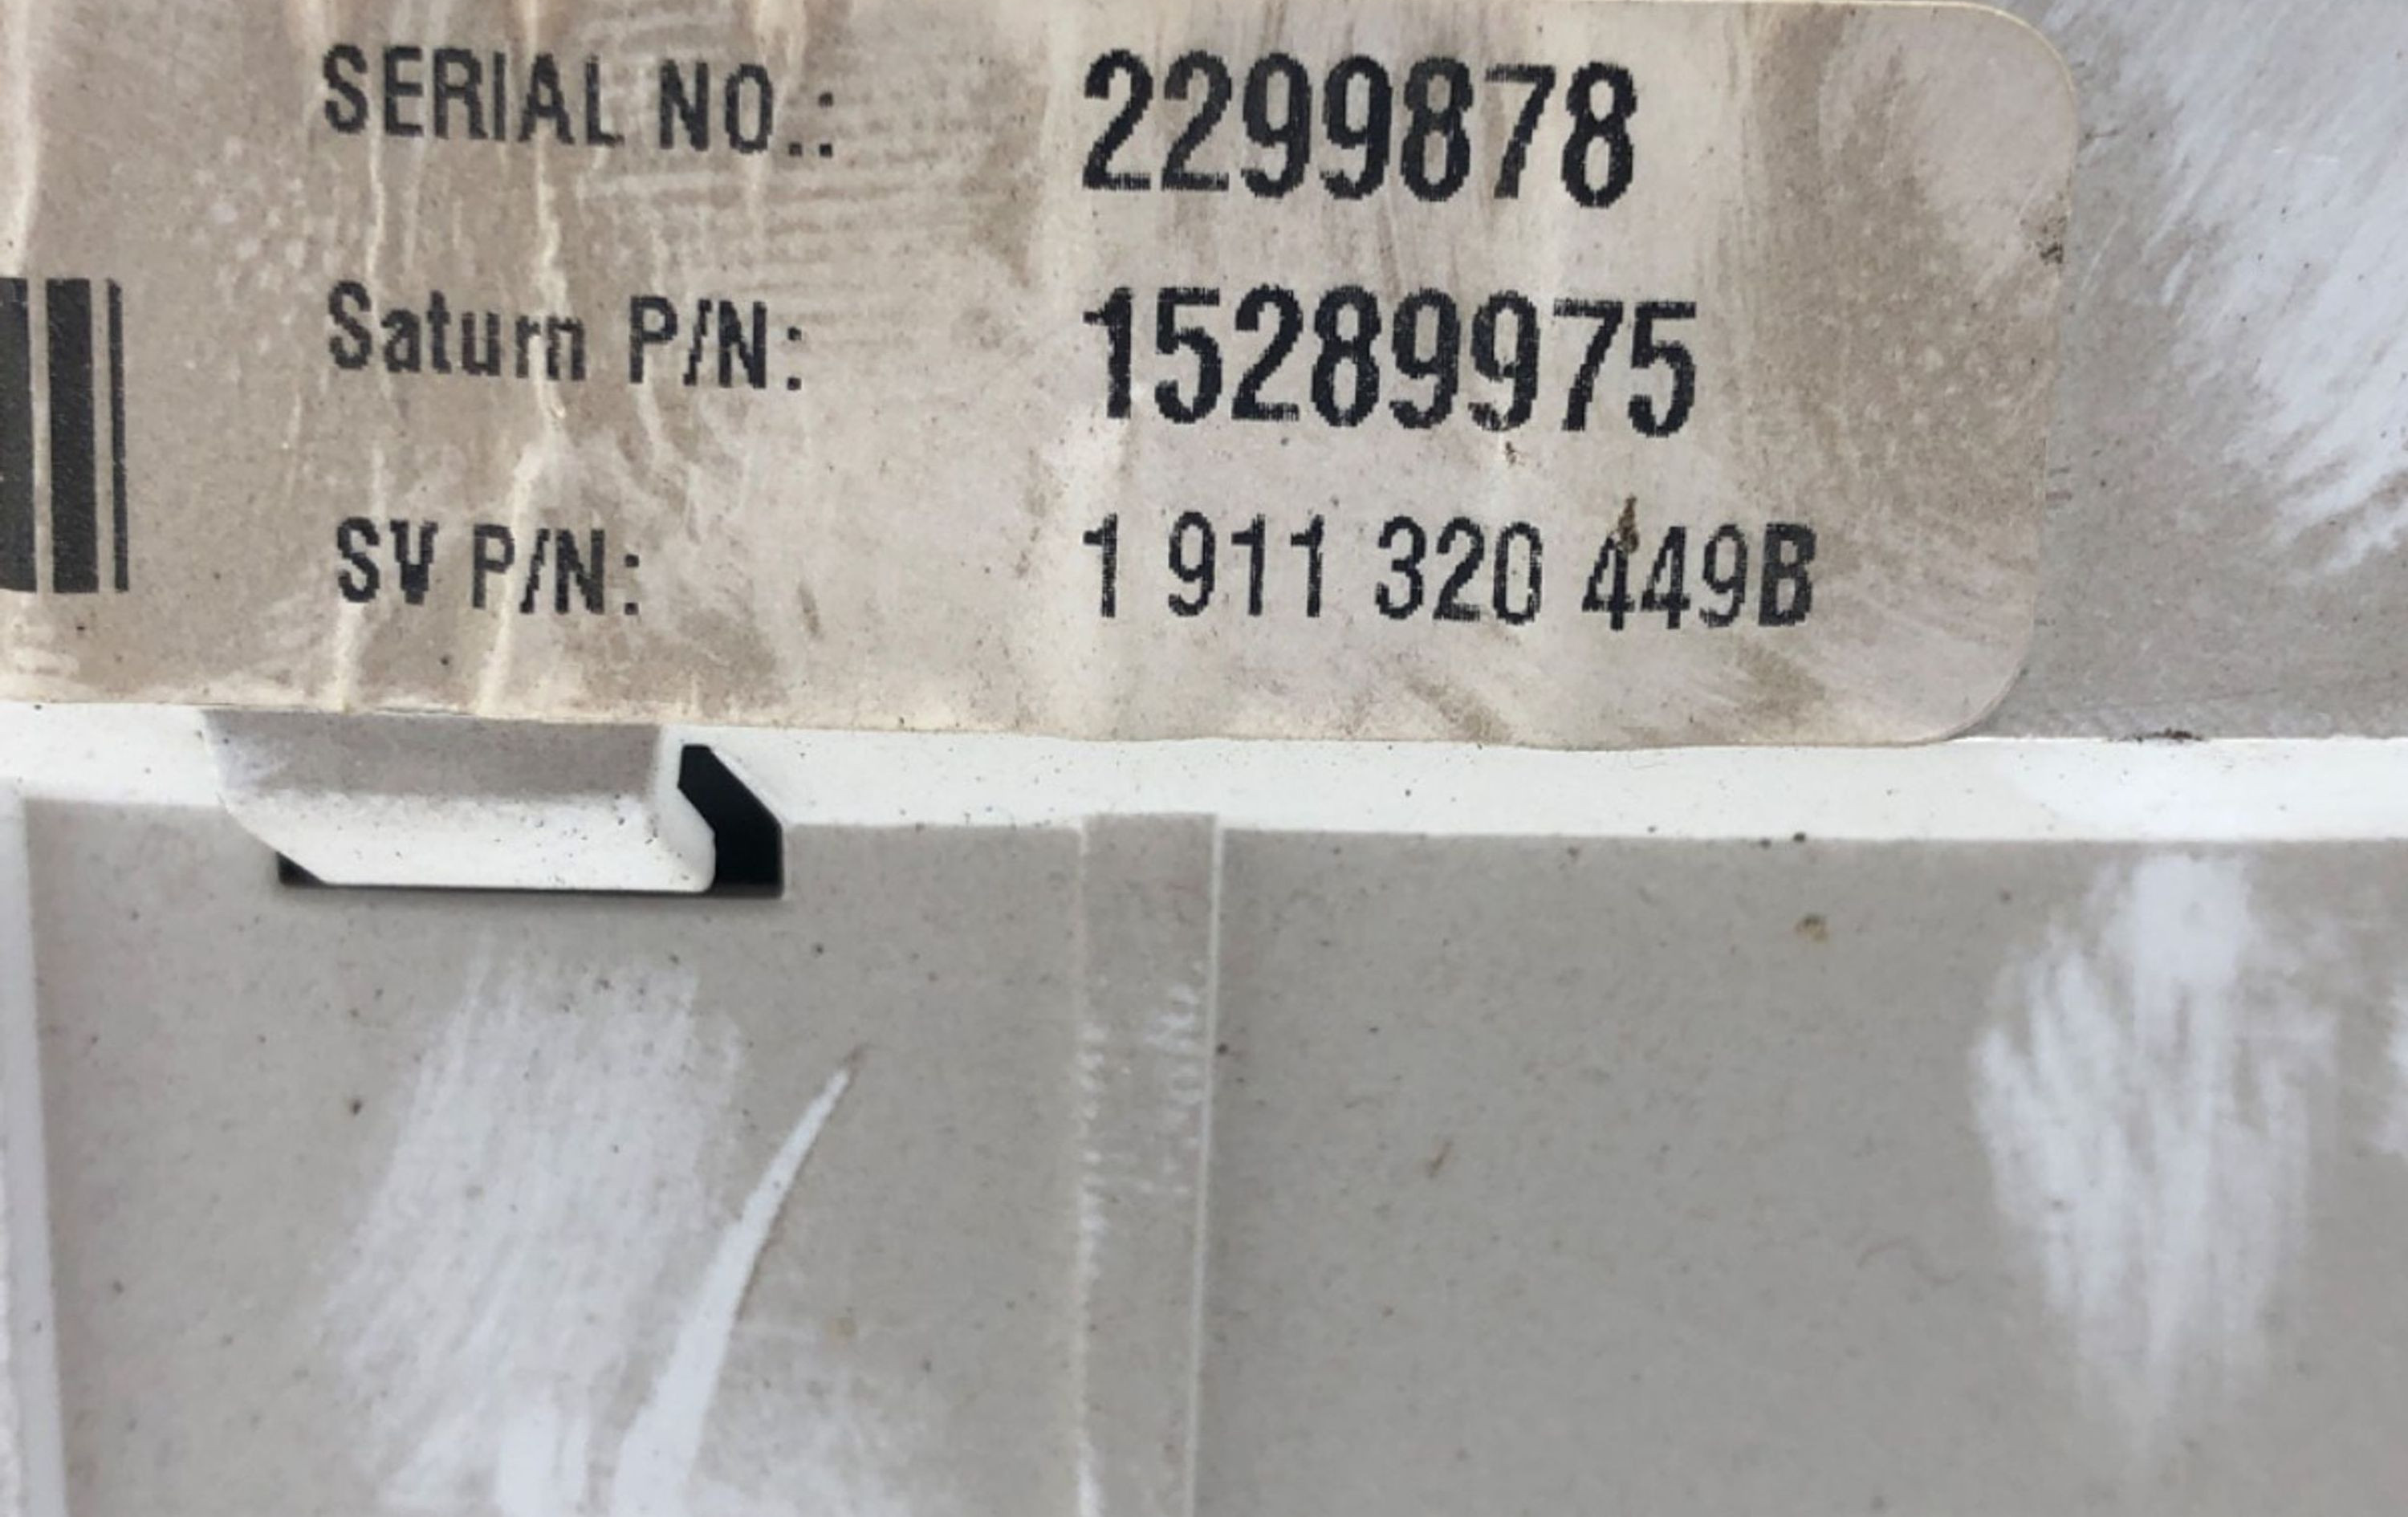 SERIAL NO.: 2299878
Saturn P/N: 15289975
SV P/N: 1 911 320 449B